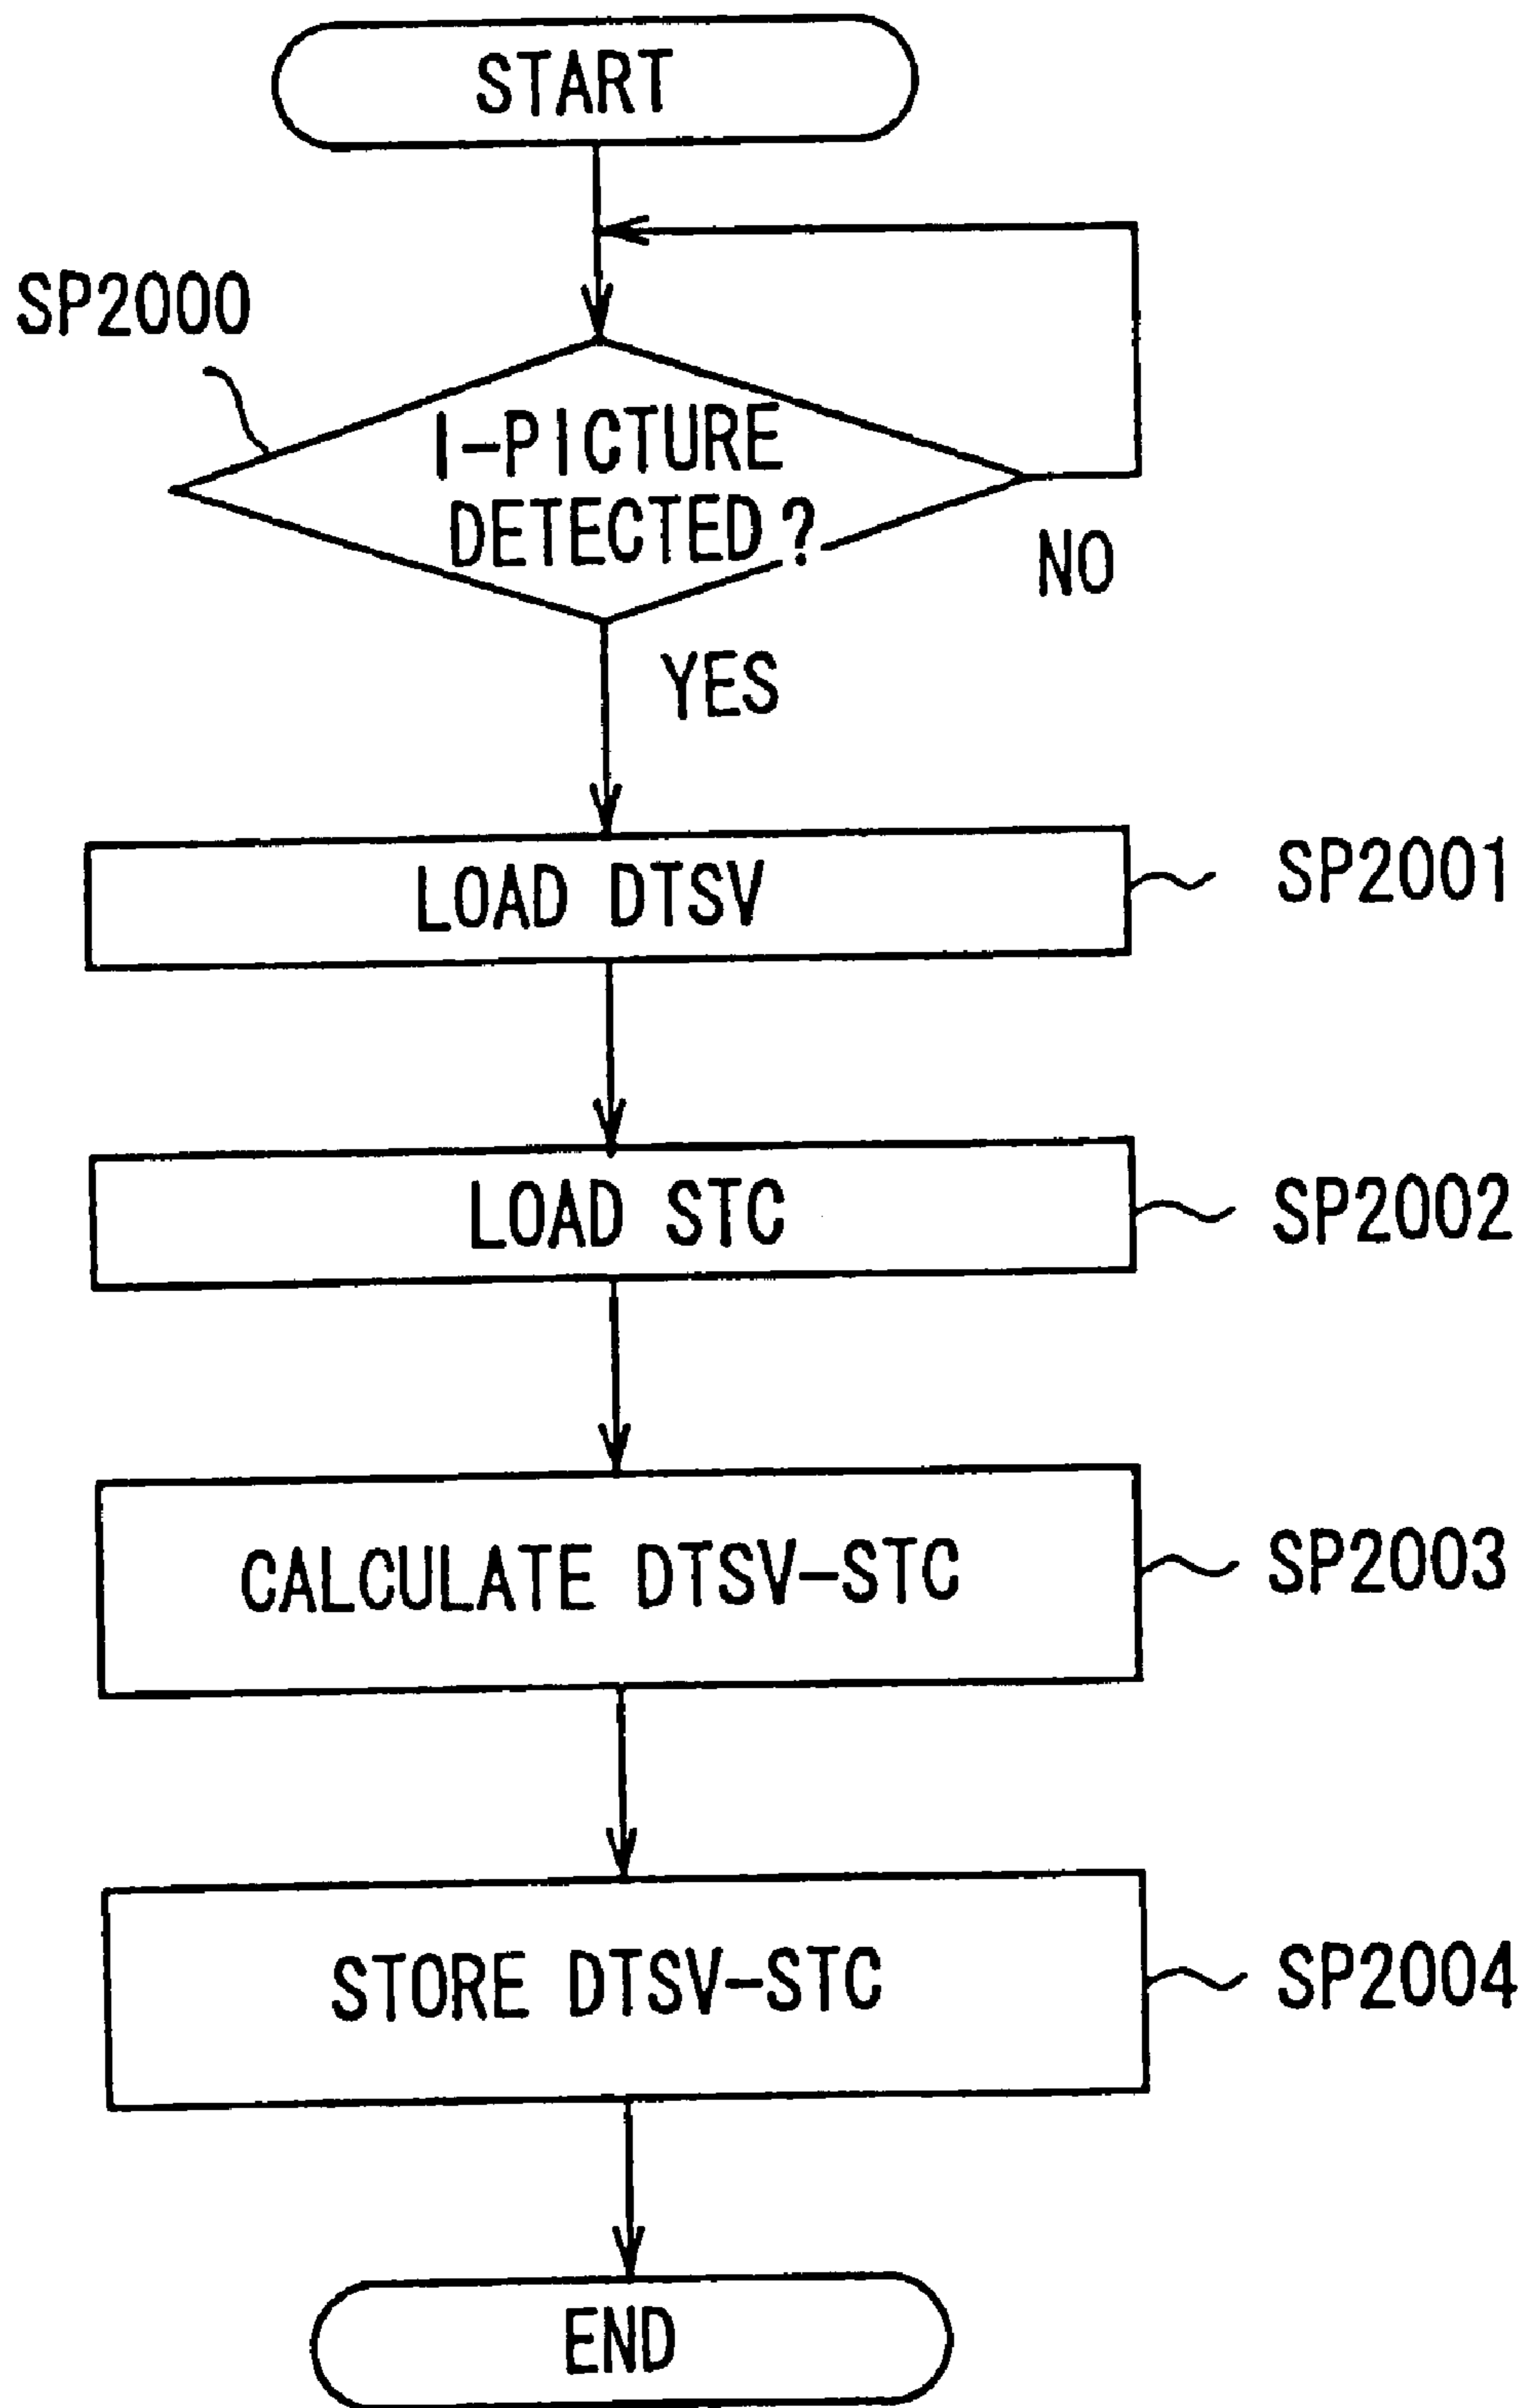 START
SP2000
I-PICTURE
DETECTED?
NO
YES
LOAD DTSV
SP2001
LOAD STC
SP2002
CALCULATE DTSV-STC
SP2003
STORE DTSV-STC
SP2004
END